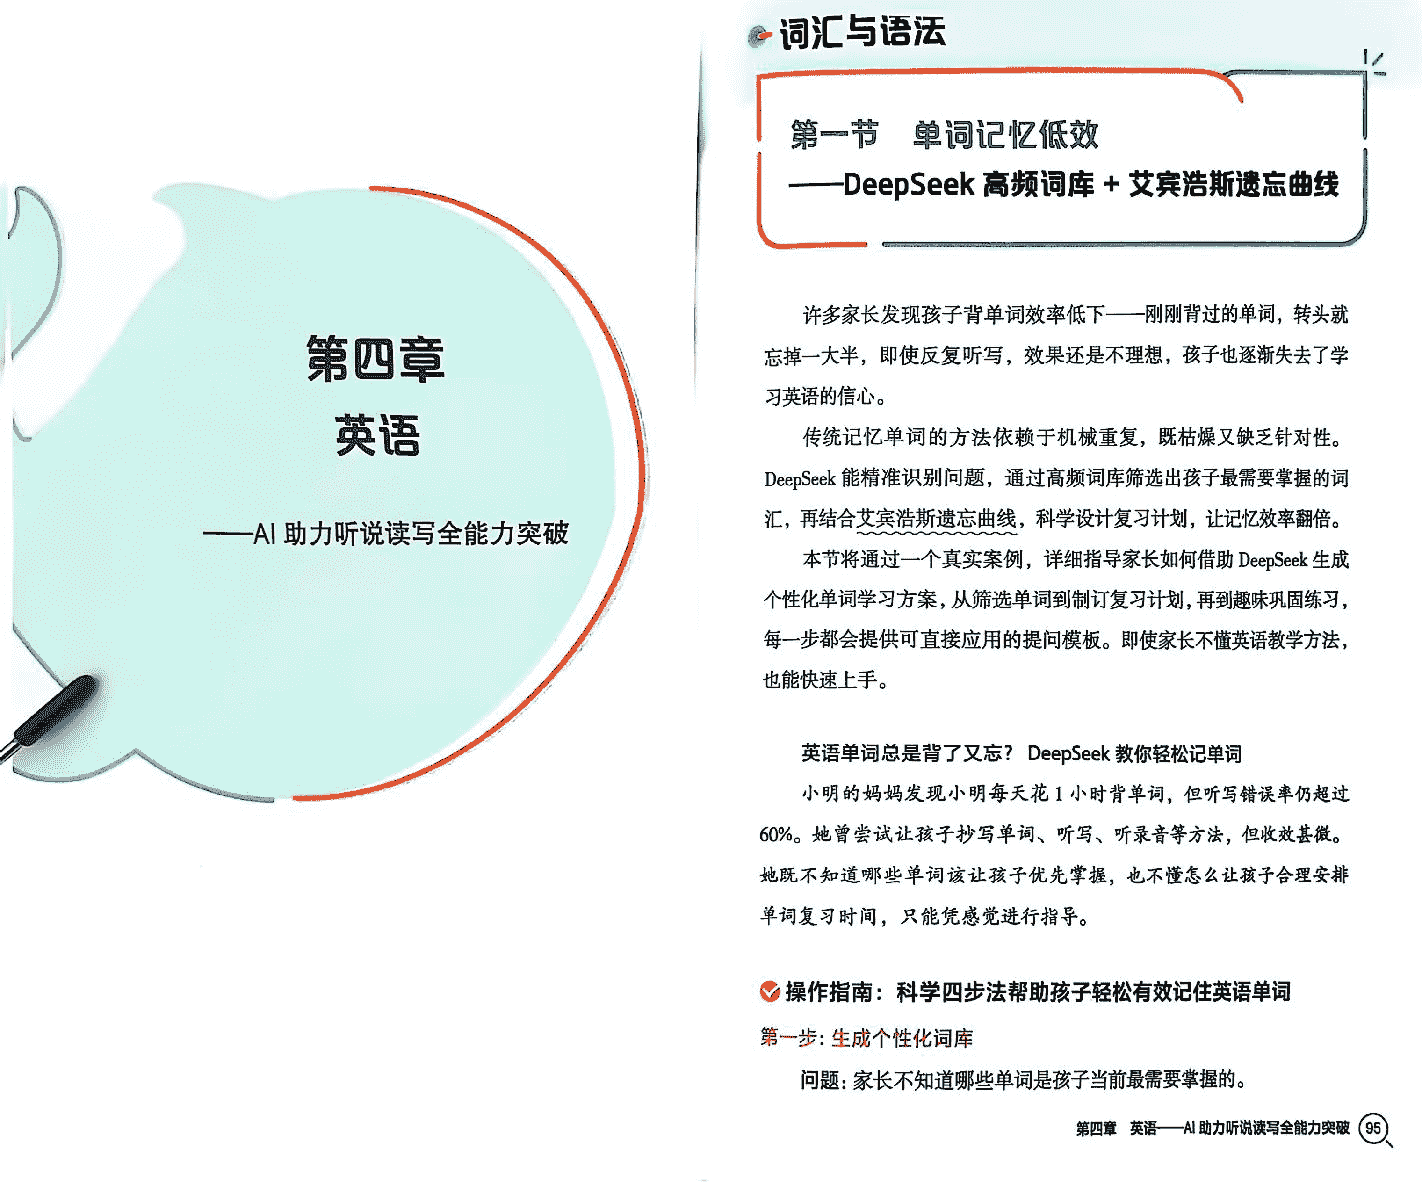 第四章
英语
——AI 助力听说读写全能力突破
词汇与语法
第一节　单词记忆低效
——DeepSeek 高频词库 + 艾宾浩斯遗忘曲线
许多家长发现孩子背单词效率低下——刚刚背过的单词，转头就
忘掉一大半，即使反复听写，效果还是不理想，孩子也逐渐失去了学
习英语的信心。
传统记忆单词的方法依赖于机械重复，既枯燥又缺乏针对性。
DeepSeek 能精准识别问题，通过高频词库筛选出孩子最需要掌握的词
汇，再结合艾宾浩斯遗忘曲线，科学设计复习计划，让记忆效率翻倍。
本节将通过一个真实案例，详细指导家长如何借助 DeepSeek 生成
个性化单词学习方案，从筛选单词到制订复习计划，再到趣味巩固练习，
每一步都会提供可直接应用的提问模板。即使家长不懂英语教学方法，
也能快速上手。
英语单词总是背了又忘？ DeepSeek 教你轻松记单词
小明的妈妈发现小明每天花 1 小时背单词，但听写错误率仍超过
60%。她曾尝试让孩子抄写单词、听写、听录音等方法，但收效甚微。
她既不知道哪些单词该让孩子优先掌握，也不懂怎么让孩子合理安排
单词复习时间，只能凭感觉进行指导。
操作指南：科学四步法帮助孩子轻松有效记住英语单词
第一步：生成个性化词库
问题：家长不知道哪些单词是孩子当前最需要掌握的。
第四章　英语——AI 助力听说读写全能力突破 95